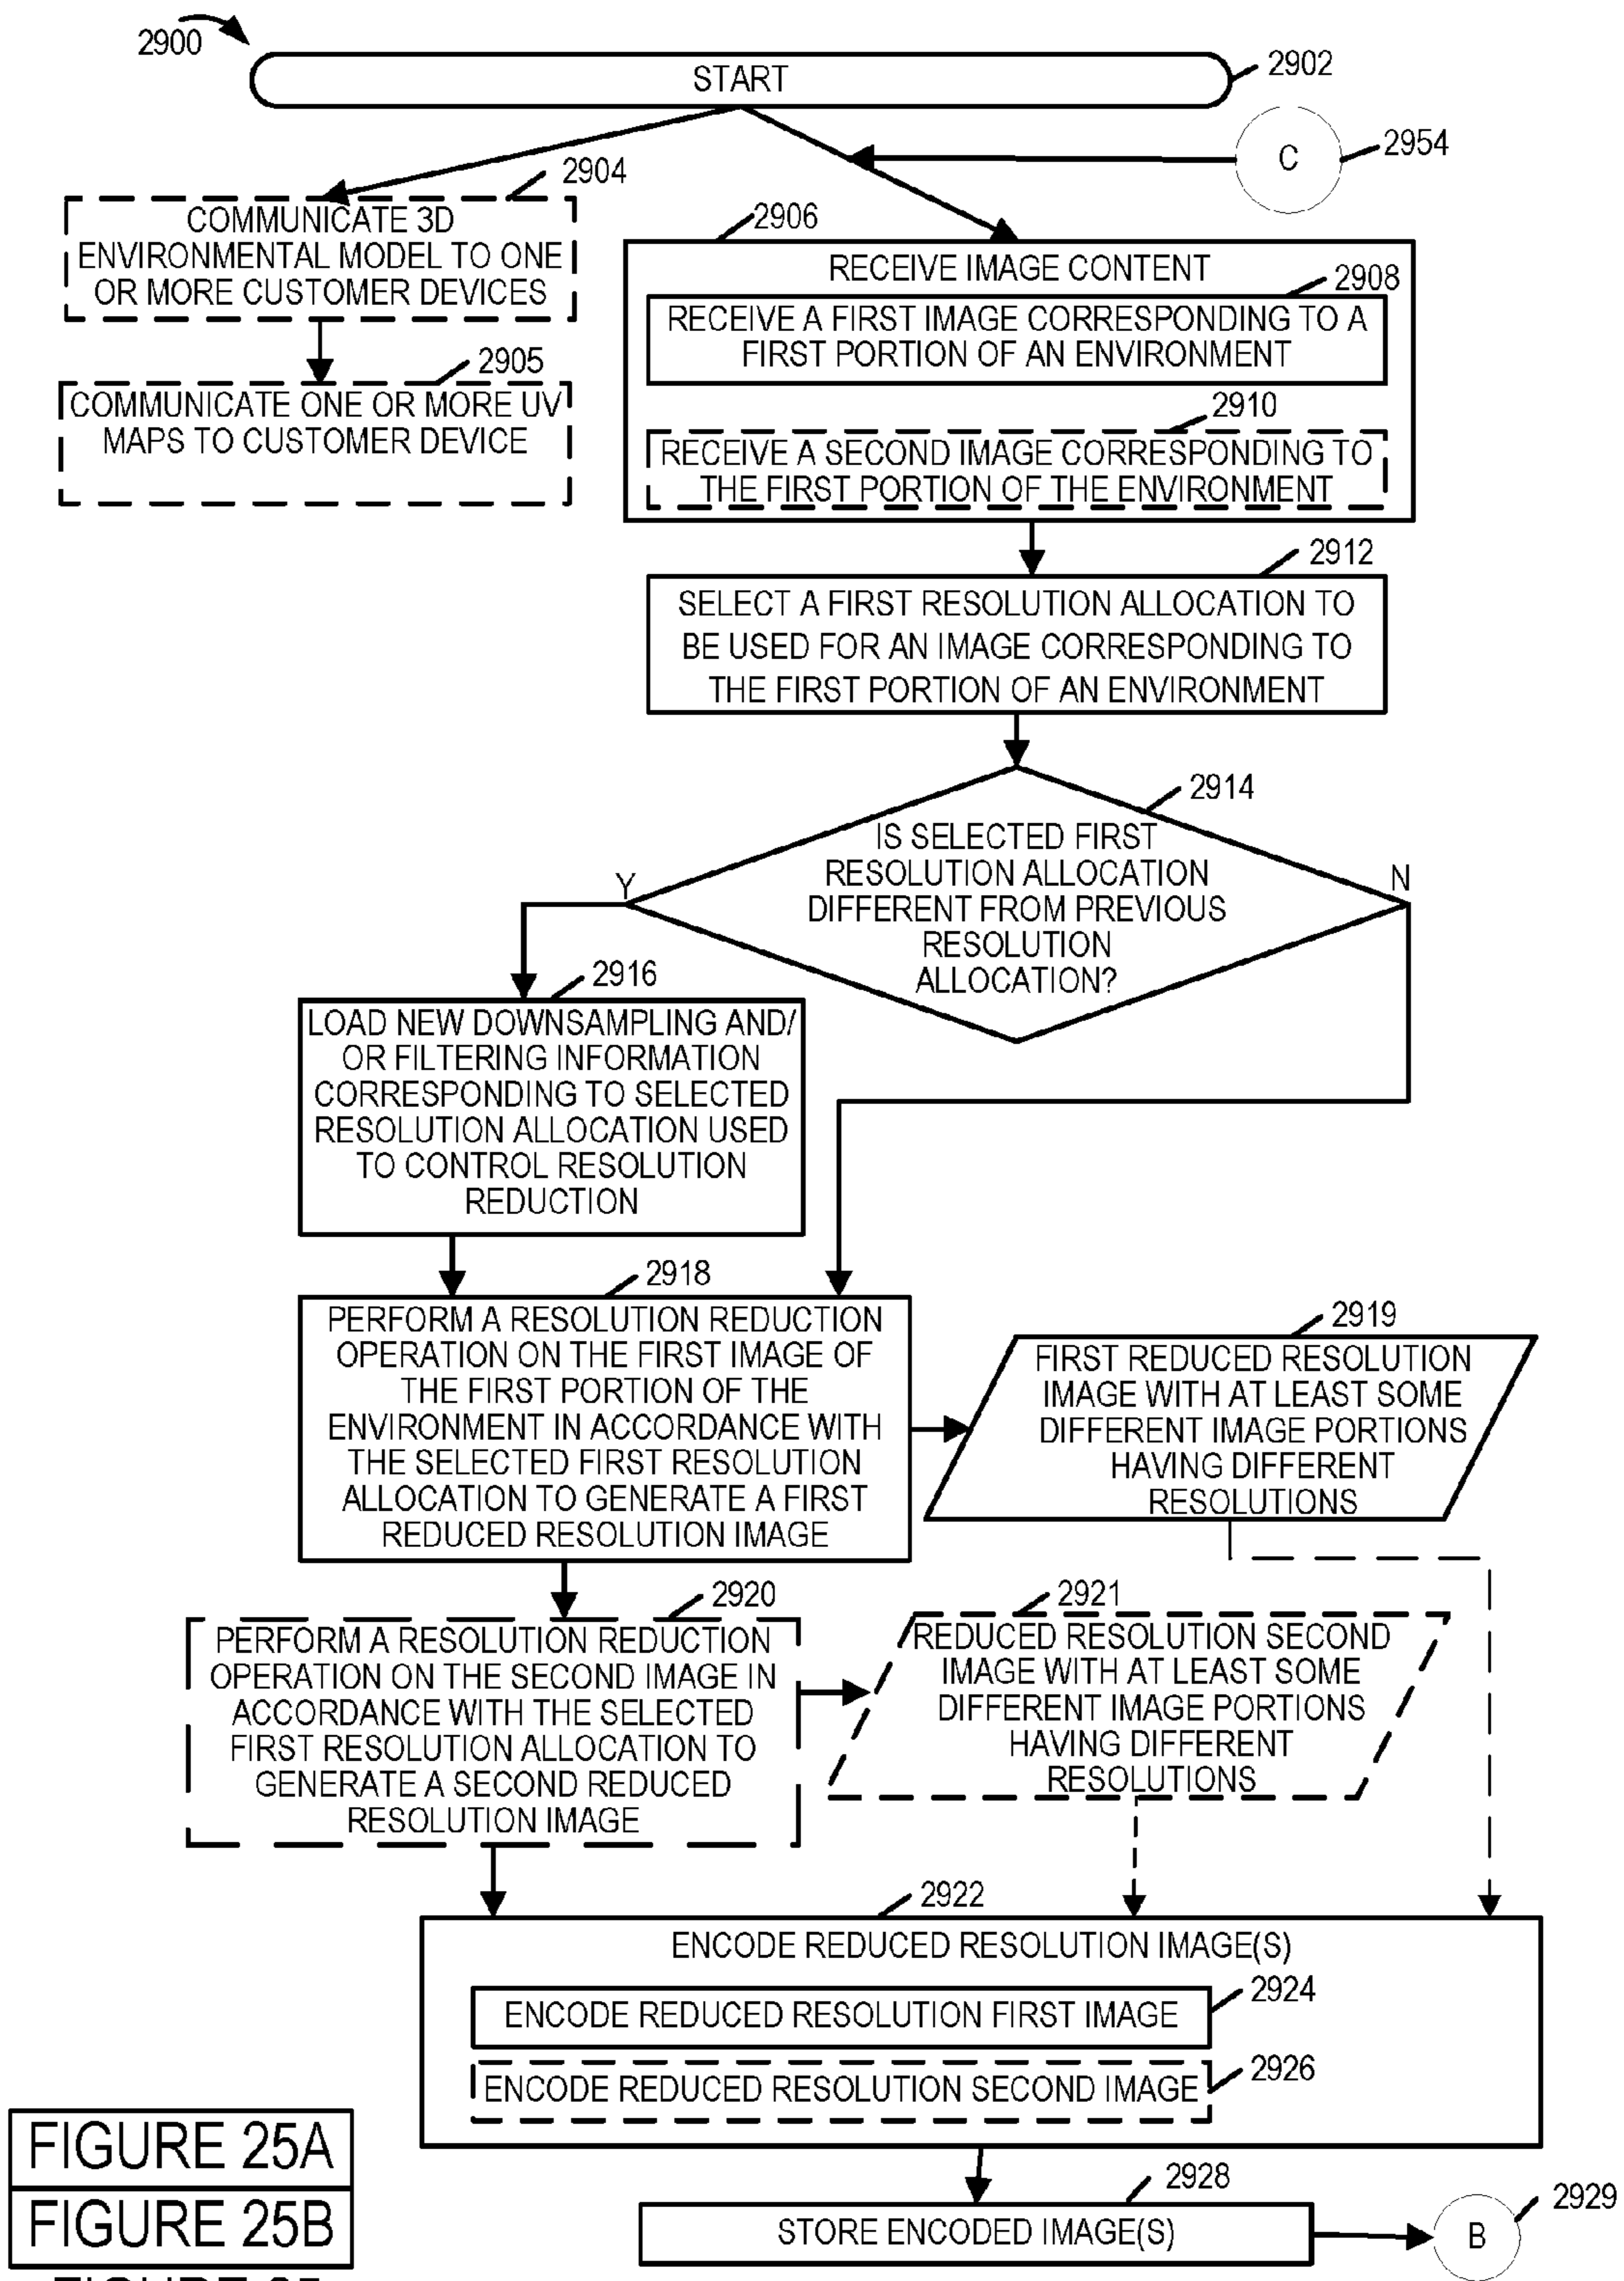 2900
START
2902
C
2954
2904
COMMUNICATE 3D
ENVIRONMENTAL MODEL TO ONE
OR MORE CUSTOMER DEVICES
2905
COMMUNICATE ONE OR MORE UV
MAPS TO CUSTOMER DEVICE
2906
RECEIVE IMAGE CONTENT
2908
RECEIVE A FIRST IMAGE CORRESPONDING TO A
FIRST PORTION OF AN ENVIRONMENT
2910
RECEIVE A SECOND IMAGE CORRESPONDING TO
THE FIRST PORTION OF THE ENVIRONMENT
2912
SELECT A FIRST RESOLUTION ALLOCATION TO
BE USED FOR AN IMAGE CORRESPONDING TO
THE FIRST PORTION OF AN ENVIRONMENT
2914
IS SELECTED FIRST
RESOLUTION ALLOCATION
DIFFERENT FROM PREVIOUS
RESOLUTION
ALLOCATION?
Y
N
2916
LOAD NEW DOWNSAMPLING AND/
OR FILTERING INFORMATION
CORRESPONDING TO SELECTED
RESOLUTION ALLOCATION USED
TO CONTROL RESOLUTION
REDUCTION
2918
PERFORM A RESOLUTION REDUCTION
OPERATION ON THE FIRST IMAGE OF
THE FIRST PORTION OF THE
ENVIRONMENT IN ACCORDANCE WITH
THE SELECTED FIRST RESOLUTION
ALLOCATION TO GENERATE A FIRST
REDUCED RESOLUTION IMAGE
2919
FIRST REDUCED RESOLUTION
IMAGE WITH AT LEAST SOME
DIFFERENT IMAGE PORTIONS
HAVING DIFFERENT
RESOLUTIONS
2920
PERFORM A RESOLUTION REDUCTION
OPERATION ON THE SECOND IMAGE IN
ACCORDANCE WITH THE SELECTED
FIRST RESOLUTION ALLOCATION TO
GENERATE A SECOND REDUCED
RESOLUTION IMAGE
2921
REDUCED RESOLUTION SECOND
IMAGE WITH AT LEAST SOME
DIFFERENT IMAGE PORTIONS
HAVING DIFFERENT
RESOLUTIONS
2922
ENCODE REDUCED RESOLUTION IMAGE(S)
2924
ENCODE REDUCED RESOLUTION FIRST IMAGE
2926
ENCODE REDUCED RESOLUTION SECOND IMAGE
2928
STORE ENCODED IMAGE(S)
B
2929
FIGURE 25A
FIGURE 25B